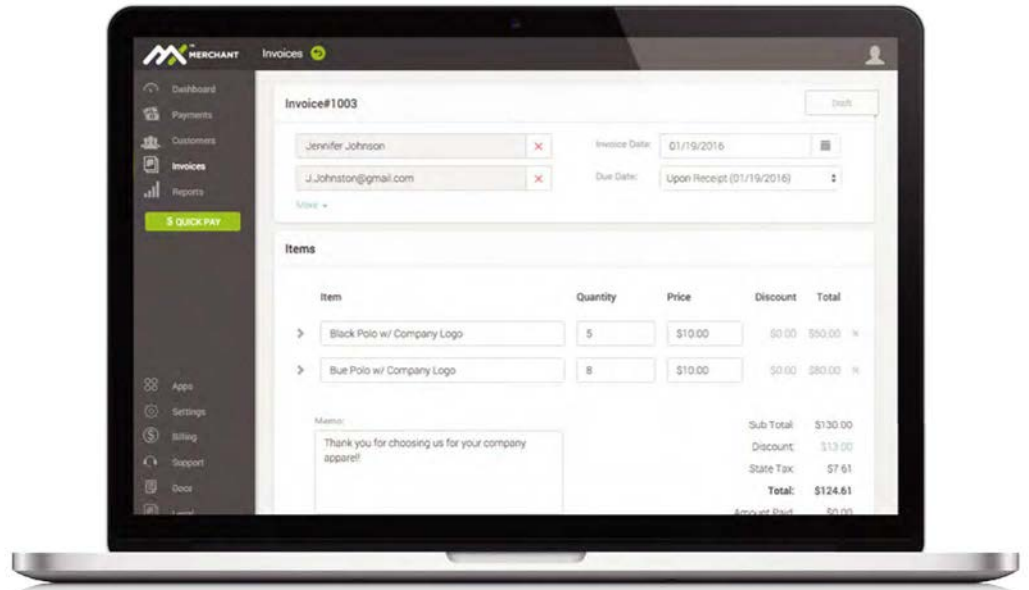 MX™ MERCHANT
Invoices
Dashboard
Payments
Customers
Invoices
Reports
$ QUICK PAY
Apps
Settings
Billing
Support
Docs
Invoice#1003
Draft
Jennifer Johnson
Invoice Date: 01/19/2016
J.Johnston@gmail.com
Due Date: Upon Receipt (01/19/2016)
More
Items
Item Quantity Price Discount Total
Black Polo w/ Company Logo 5 $10.00 $0.00 $50.00
Bue Polo w/ Company Logo 8 $10.00 $0.00 $80.00
Memo:
Thank you for choosing us for your company
apparel!
Sub Total: $130.00
Discount: $13.00
State Tax: $7.61
Total: $124.61
Amount Paid: $0.00